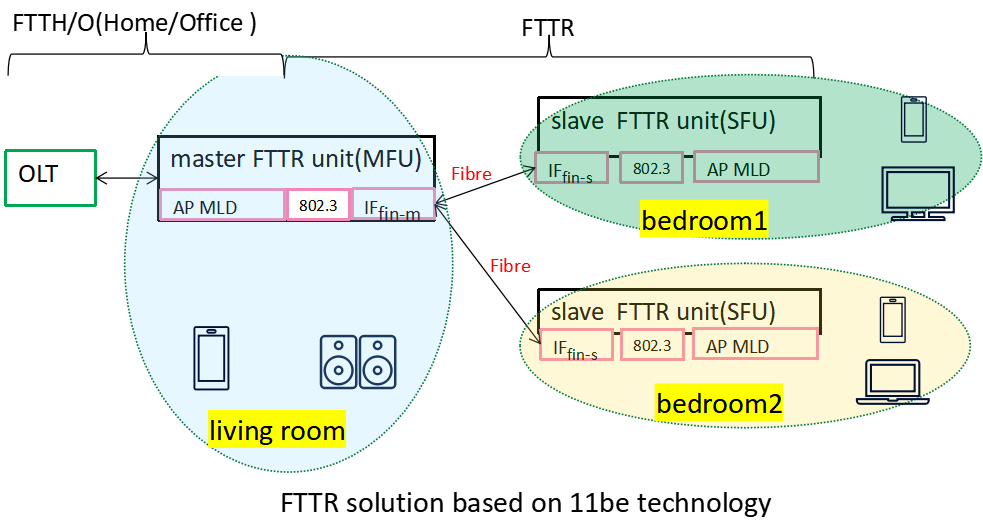 FTTH/O(Home/Office )
FTTR
OLT
master FTTR unit(MFU)
AP MLD
802.3
IFfin-m
Fibre
Fibre
slave FTTR unit(SFU)
IFfin-s
802.3
AP MLD
bedroom1
slave FTTR unit(SFU)
IFfin-s
802.3
AP MLD
bedroom2
living room
FTTR solution based on 11be technology